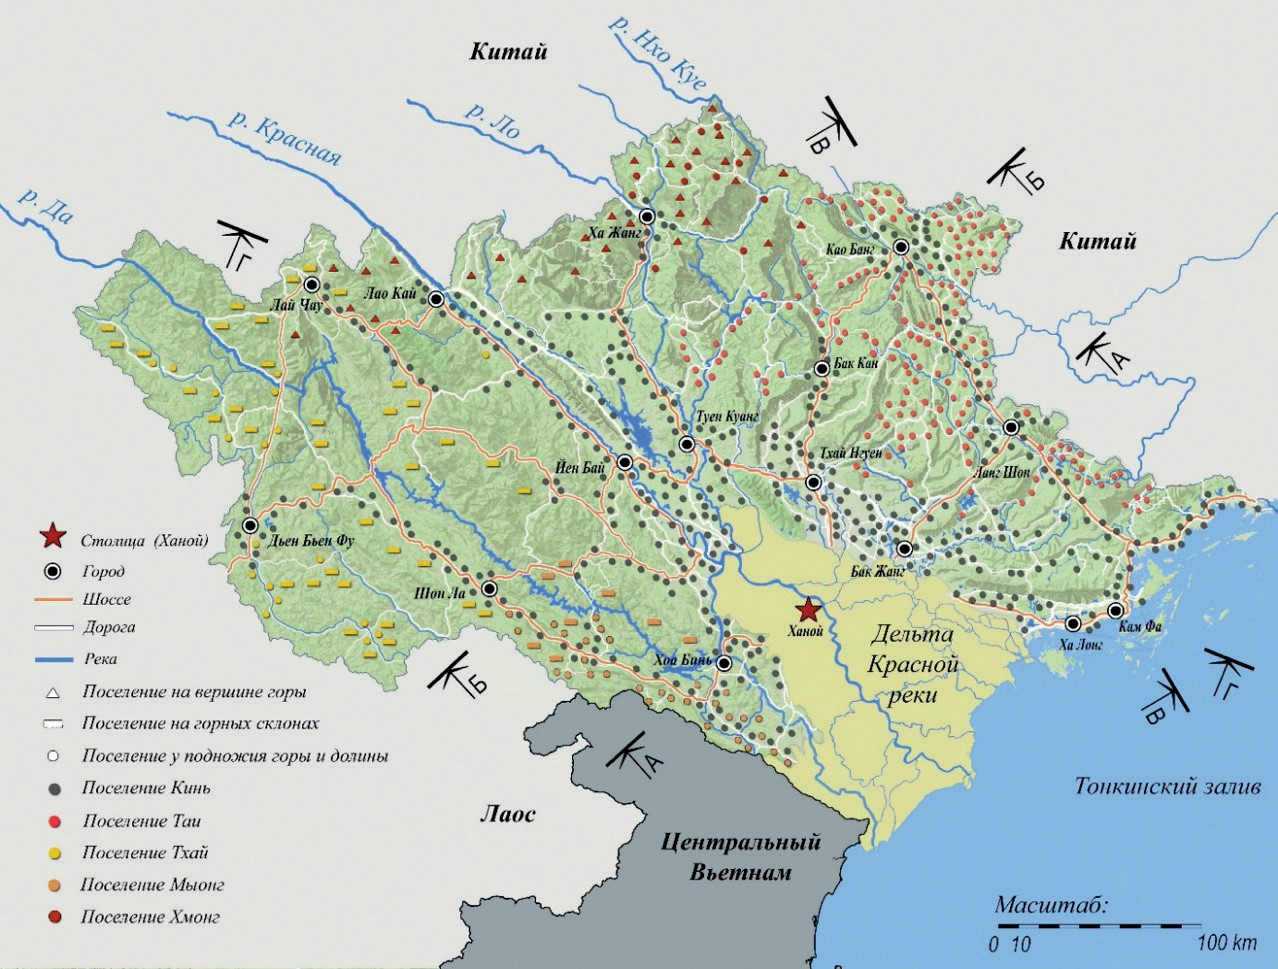 Китай
р. Нхо Куе
р. Ло
р. Красная
р. Да
В
Б
Г
Китай
Ха Жанг
Као Банг
Лай Чау
Лао Кай
А
Бак Кан
Туен Куанг
Йен Бай
Тхай Нгуен
Ланг Шон
Дьен Бьен Фу
Бак Жанг
Шон Ла
Ханой
Дельта
Красной
реки
Кам Фа
Ха Лонг
Хоа Бинь
Б
Г
В
А
Тонкинский залив
Лаос
Центральный
Вьетнам
Столица (Ханой)
Город
Шоссе
Дорога
Река
Поселение на вершине горы
Поселение на горных склонах
Поселение у подножия горы и долины
Поселение Кинь
Поселение Таи
Поселение Тхай
Поселение Мыонг
Поселение Хмонг
Масштаб:
0 10 100 km